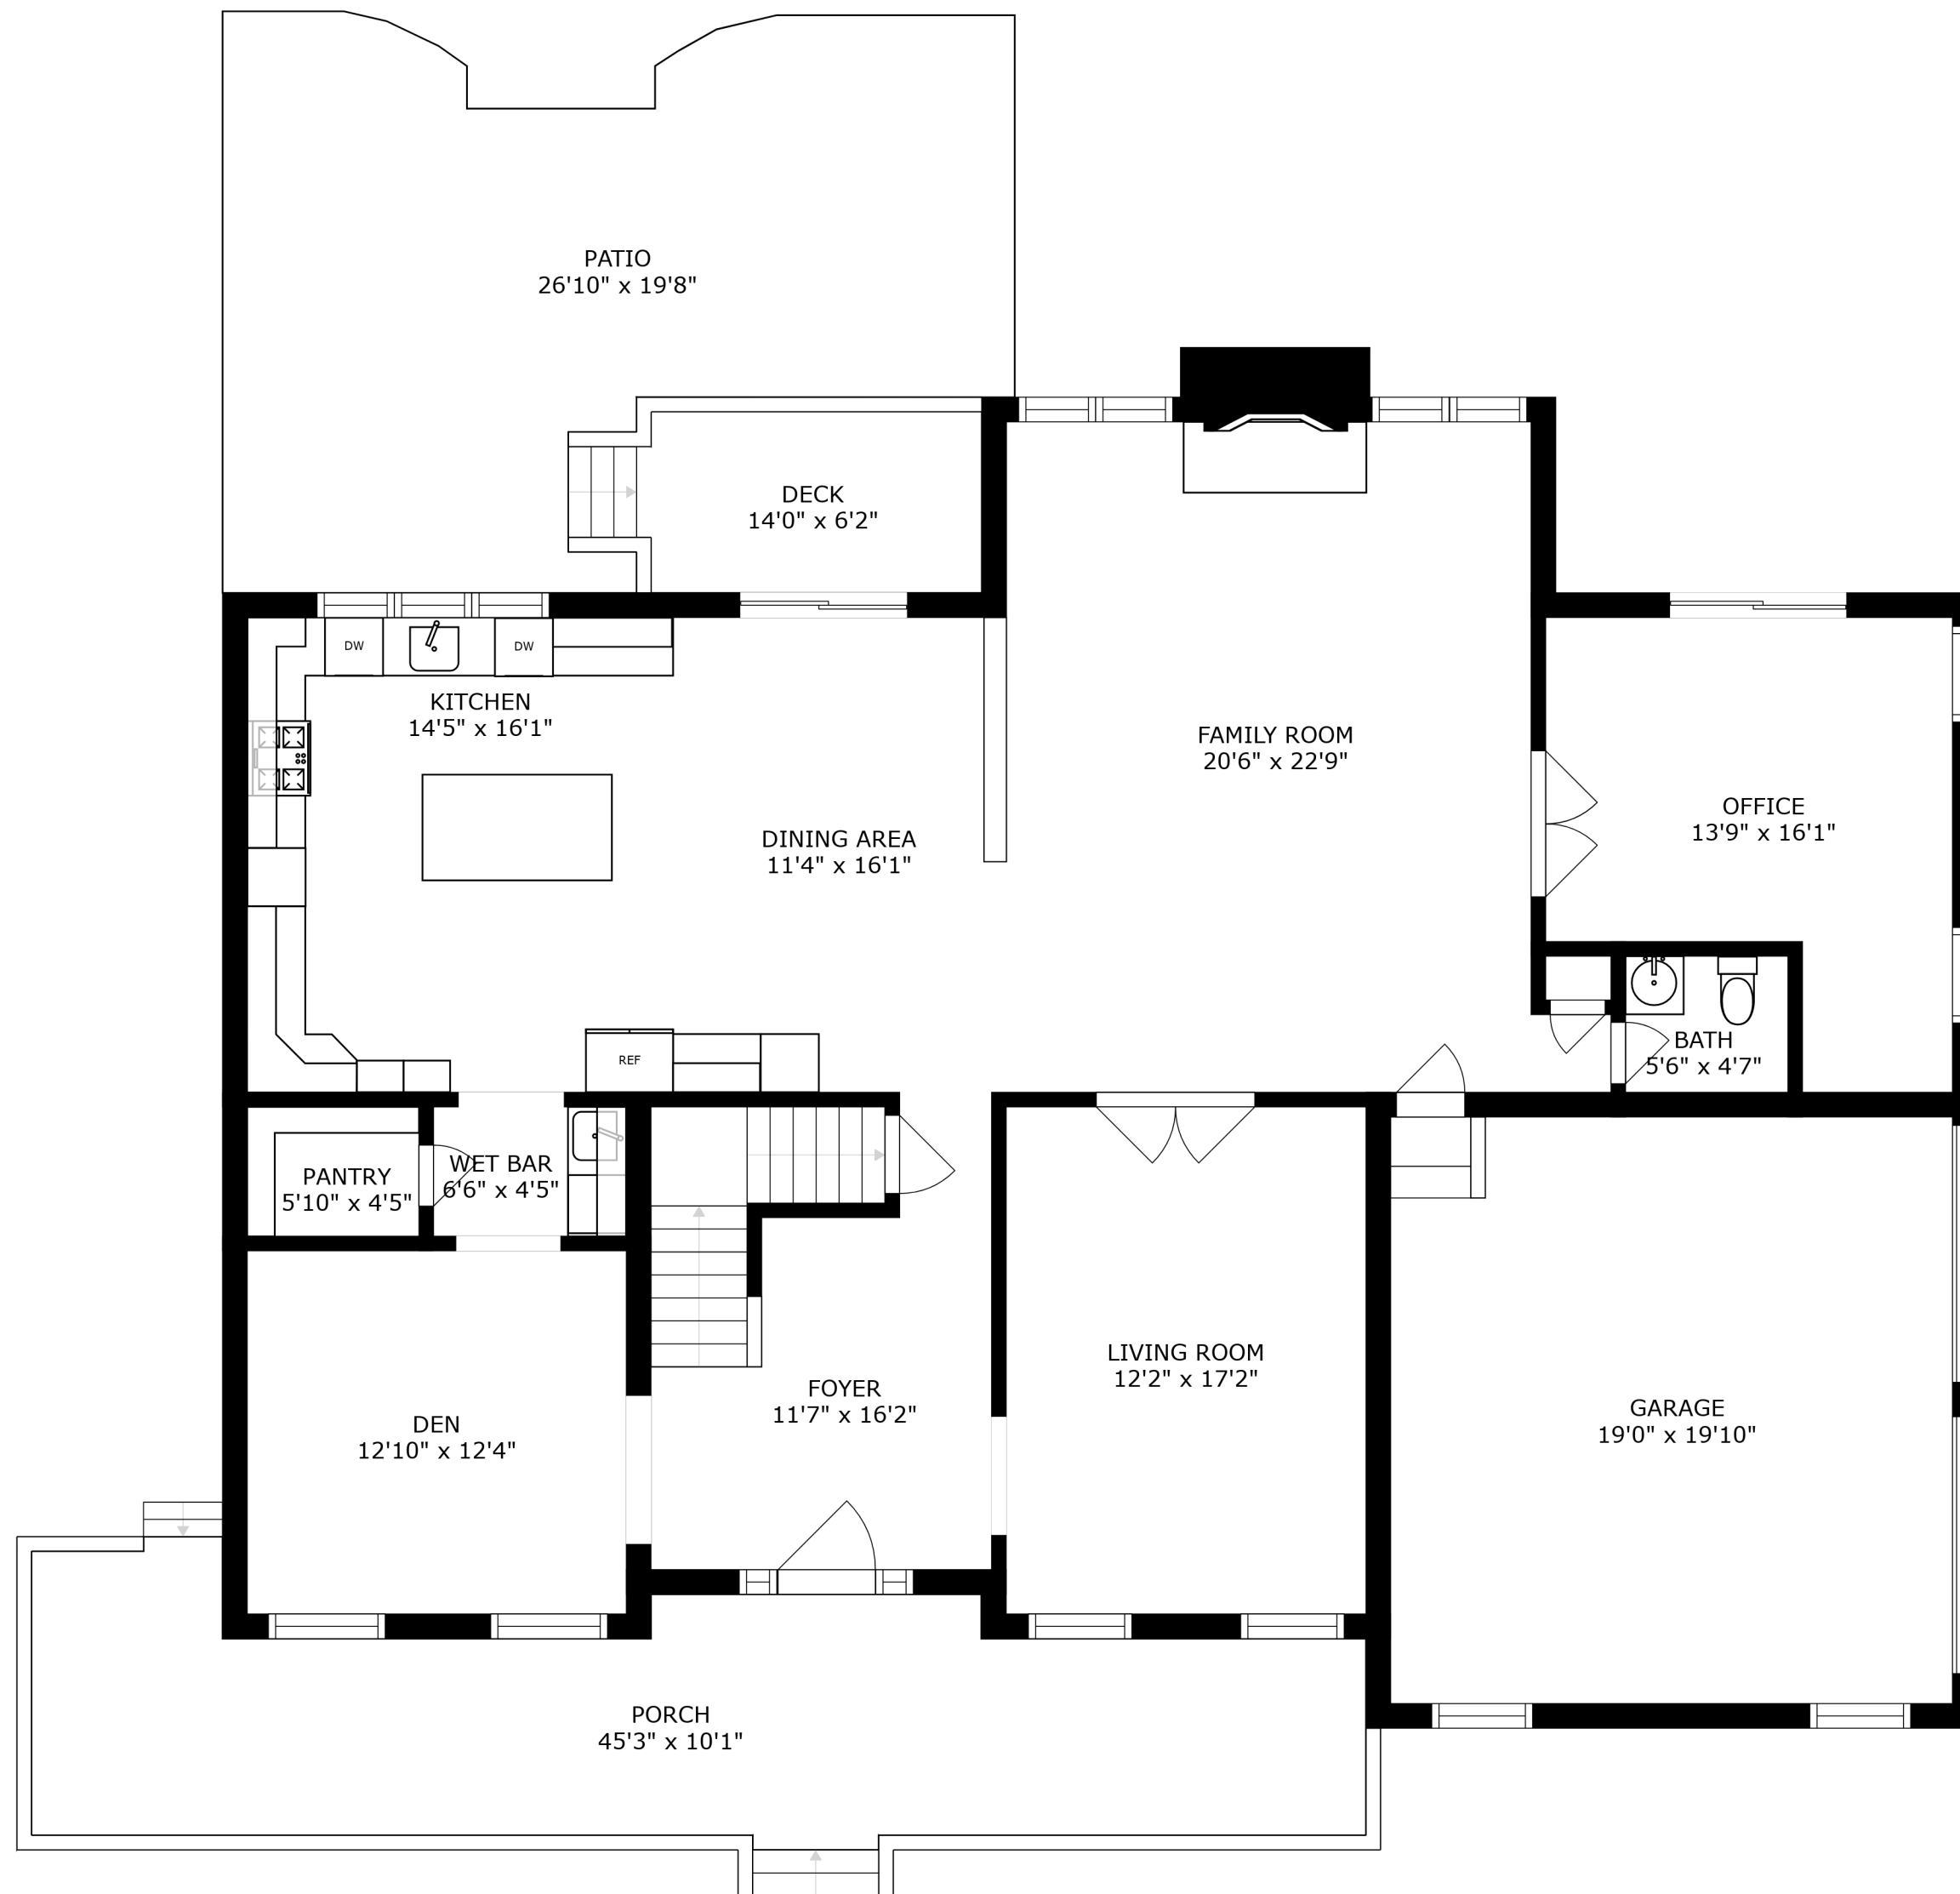 PATIO
26'10" x 19'8"
DECK
14'0" x 6'2"
DW
DW
KITCHEN
14'5" x 16'1"
FAMILY ROOM
20'6" x 22'9"
OFFICE
13'9" x 16'1"
DINING AREA
11'4" x 16'1"
REF
BATH
5'6" x 4'7"
PANTRY
5'10" x 4'5"
WET BAR
6'6" x 4'5"
LIVING ROOM
12'2" x 17'2"
FOYER
11'7" x 16'2"
GARAGE
19'0" x 19'10"
DEN
12'10" x 12'4"
PORCH
45'3" x 10'1"